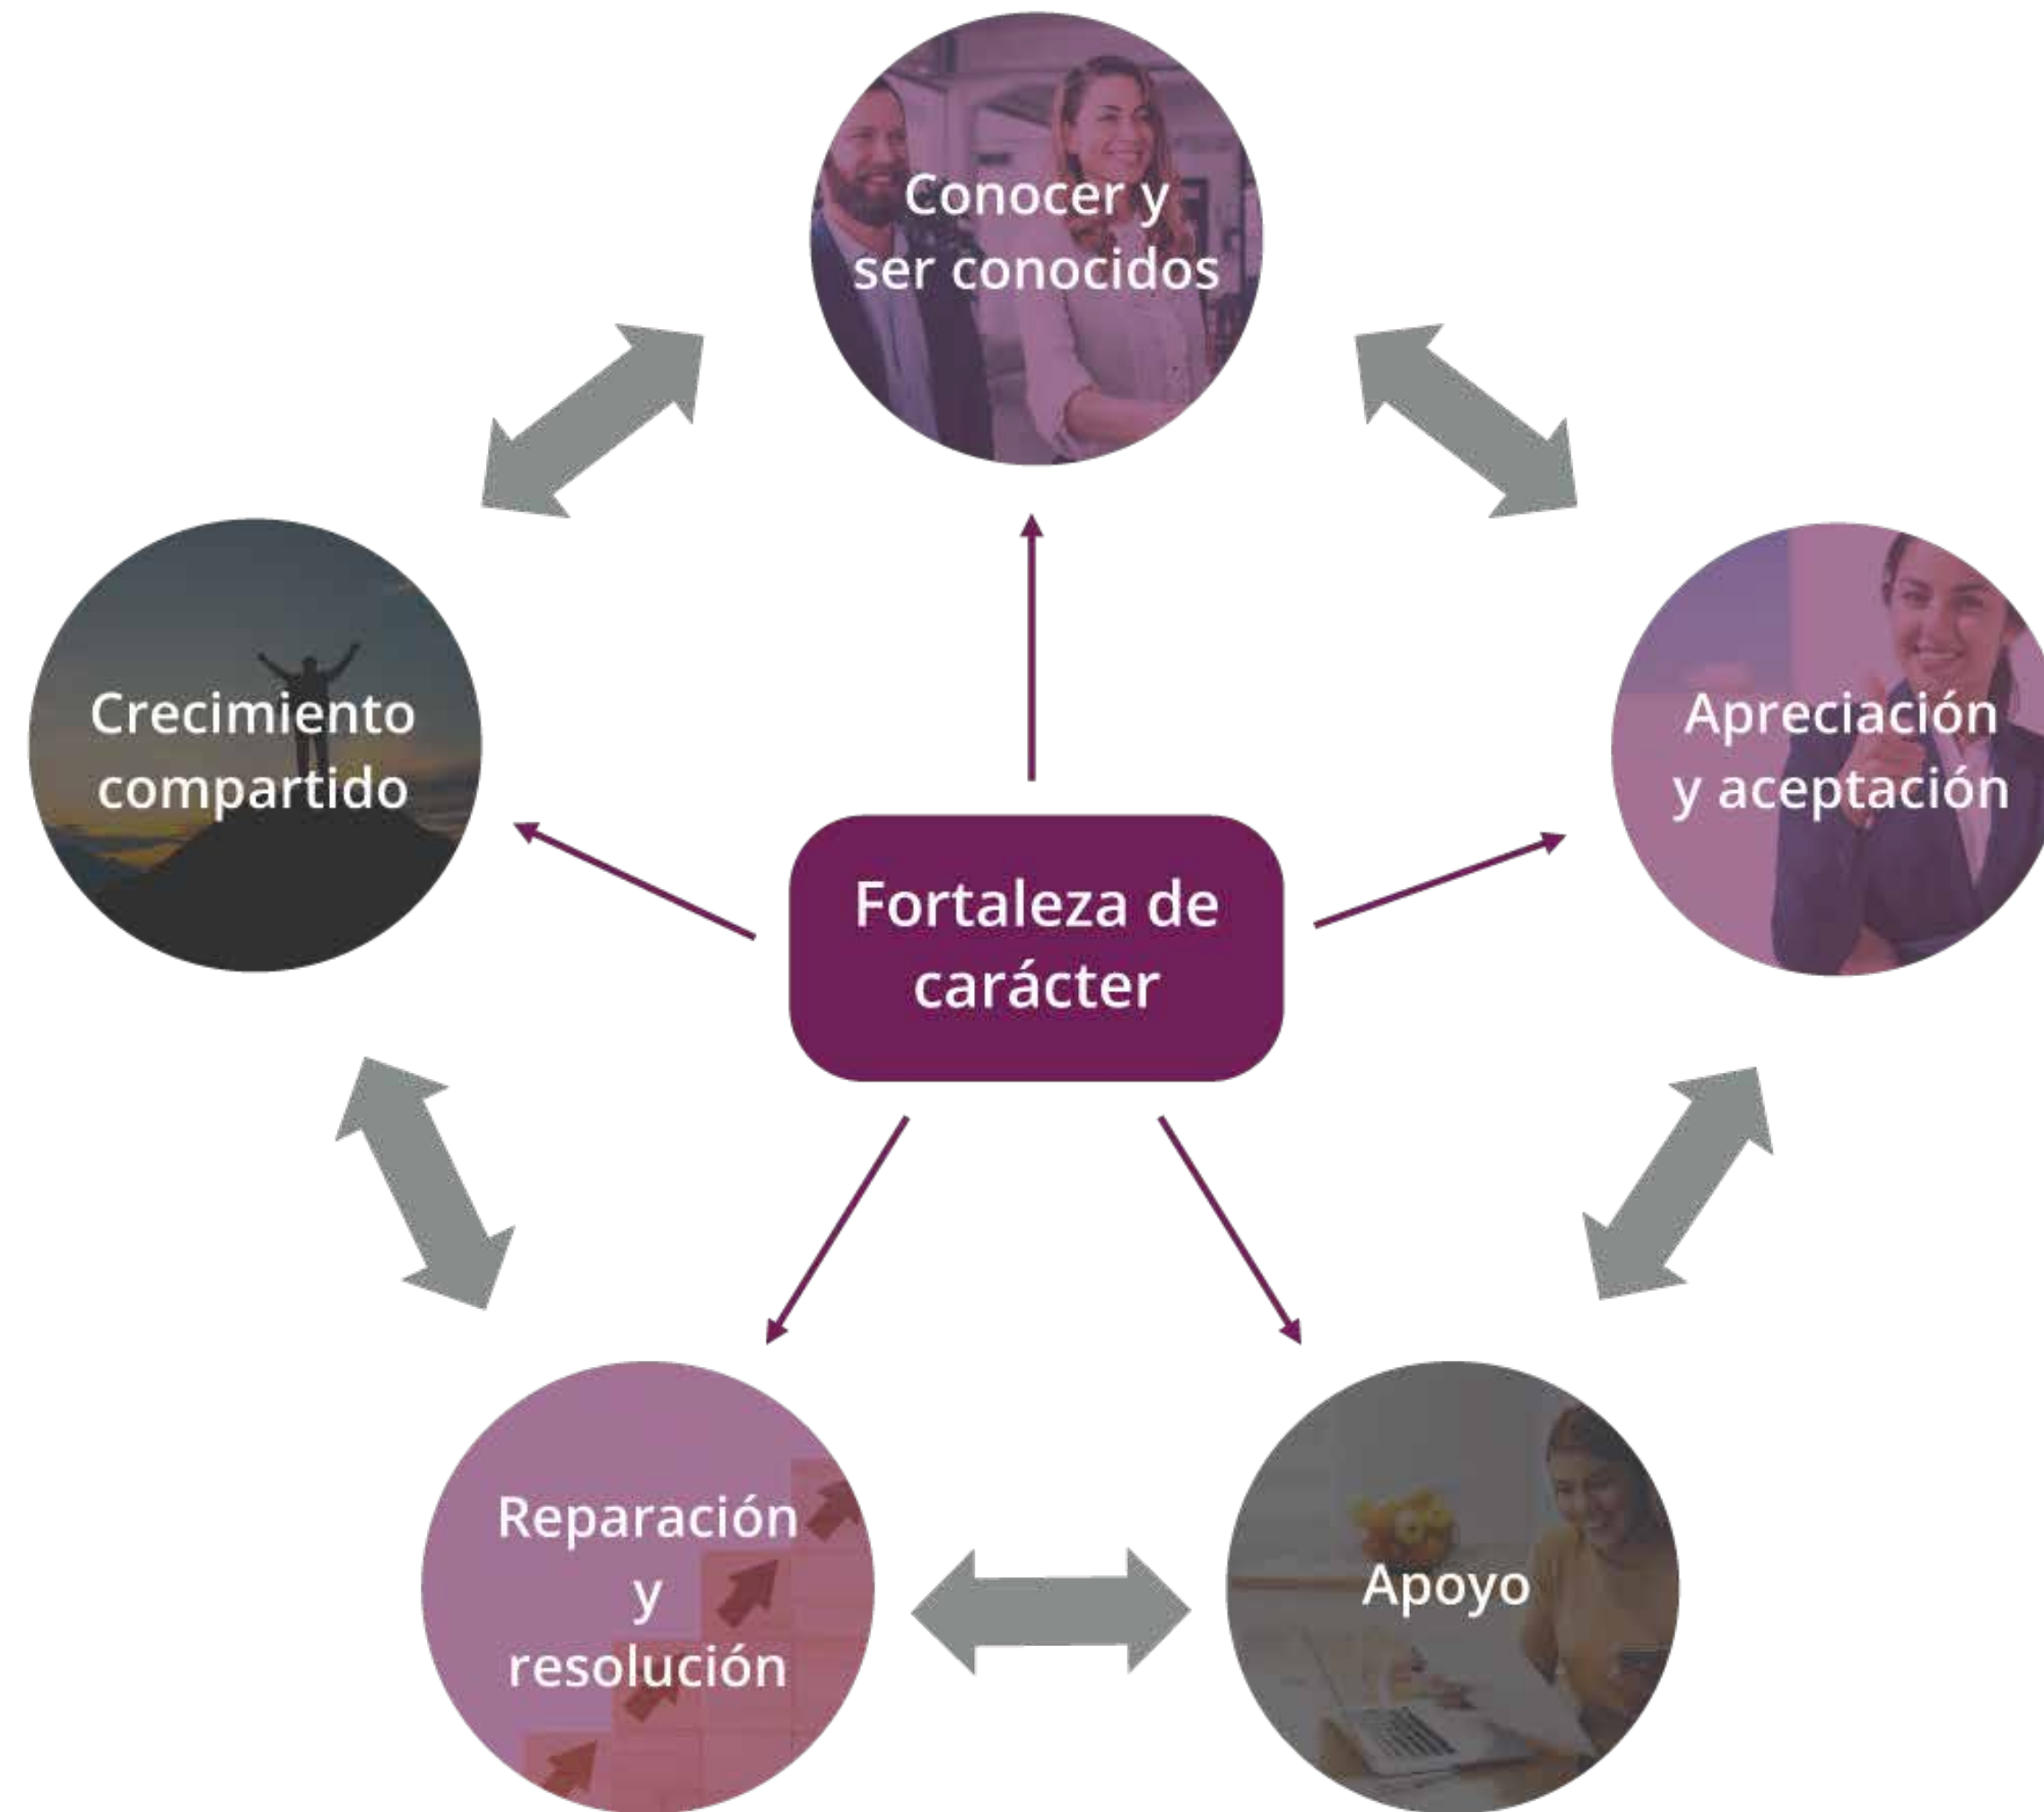 Conocer y
ser conocidos
Crecimiento
compartido
Apreciación
y aceptación
Fortaleza de
carácter
Reparación
y
resolución
Apoyo